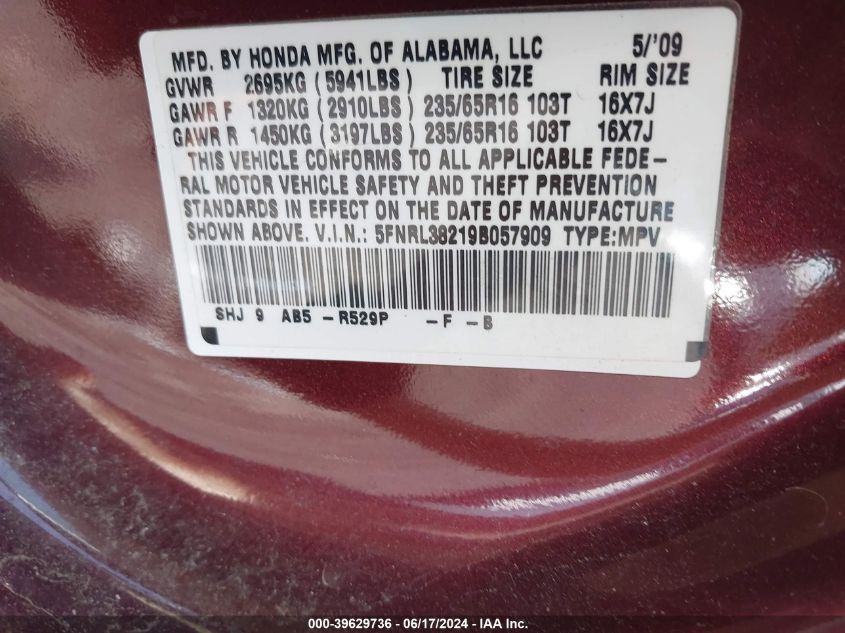 MFD. BY HONDA MFG. OF ALABAMA, LLC 5/'09
GVWR 2695KG (5941LBS) TIRE SIZE RIM SIZE
GAWR F 1320KG (2910LBS) 235/65R16 103T 16X7J
GAWR R 1450KG (3197LBS) 235/65R16 103T 16X7J
THIS VEHICLE CONFORMS TO ALL APPLICABLE FEDE-
RAL MOTOR VEHICLE SAFETY AND THEFT PREVENTION
STANDARDS IN EFFECT ON THE DATE OF MANUFACTURE
SHOWN ABOVE. V.I.N.: 5FNRL38219B057909 TYPE:MPV
SHJ 9 AB5 -R529P -F -B
000-39629736 - 06/17/2024 - IAA Inc.